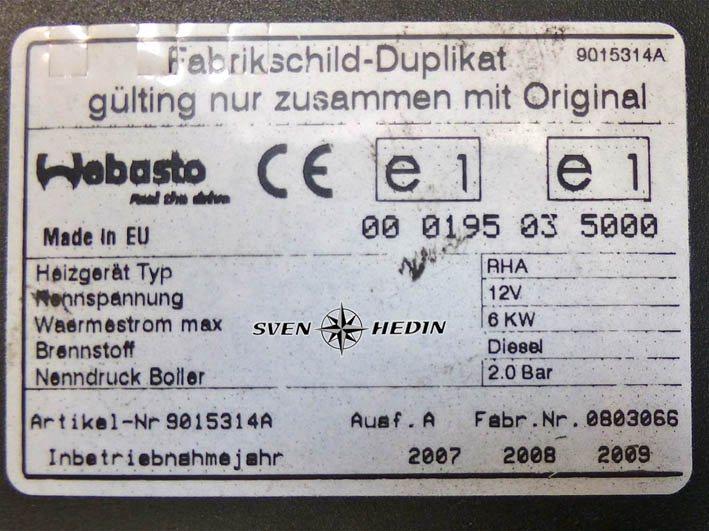 Fabrikschild-Duplikat 9015314A
gülting nur zusammen mit Original
Webasto CE e1 e1
Feel the drive
Made in EU 00 0195 03 5000
Heizgerät Typ RHA
Nennspannung 12V
Waermestrom max 6 KW
SVEN HEDIN
Brennstoff Diesel
Nenndruck Boiler 2.0 Bar
Artikel-Nr 9015314A Ausf.A Fabr.Nr.0803066
Inbetriebnahmejahr 2007 2008 2009